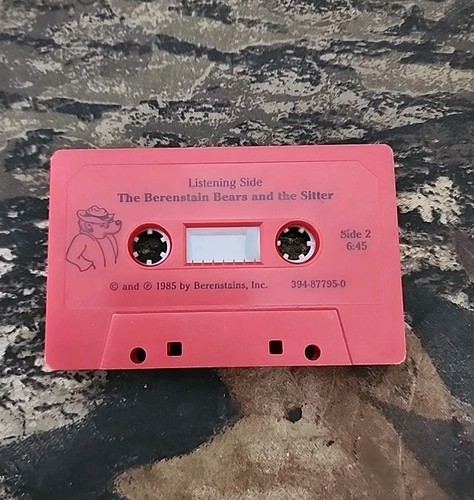 Listening Side
The Berenstain Bears and the Sitter
Side 2
6:45
© and ℗ 1985 by Berenstains, Inc. 394-87795-0